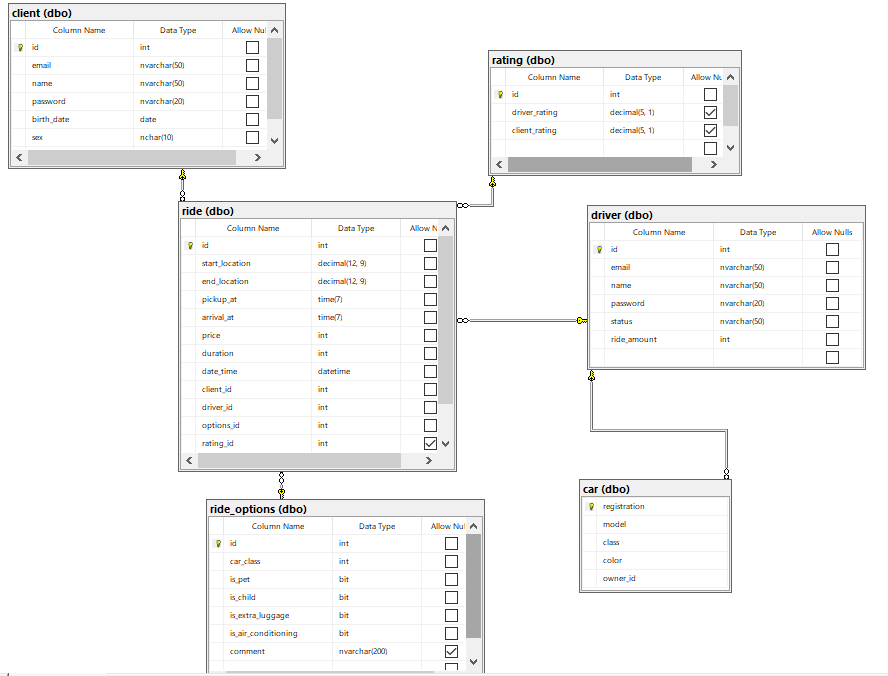 client (dbo)
Column Name Data Type Allow Nul
id int
email nvarchar(50)
name nvarchar(50)
password nvarchar(20)
birth_date date
sex nchar(10)
rating (dbo)
Column Name Data Type Allow Nu
id int
driver_rating decimal(5, 1)
client_rating decimal(5, 1)
ride (dbo)
Column Name Data Type Allow N
id int
start_location decimal(12, 9)
end_location decimal(12, 9)
pickup_at time(7)
arrival_at time(7)
price int
duration int
date_time datetime
client_id int
driver_id int
options_id int
rating_id int
driver (dbo)
Column Name Data Type Allow Nulls
id int
email nvarchar(50)
name nvarchar(50)
password nvarchar(20)
status nvarchar(50)
ride_amount int
ride_options (dbo)
Column Name Data Type Allow Nul
id int
car_class int
is_pet bit
is_child bit
is_extra_luggage bit
is_air_conditioning bit
comment nvarchar(200)
car (dbo)
registration
model
class
color
owner_id